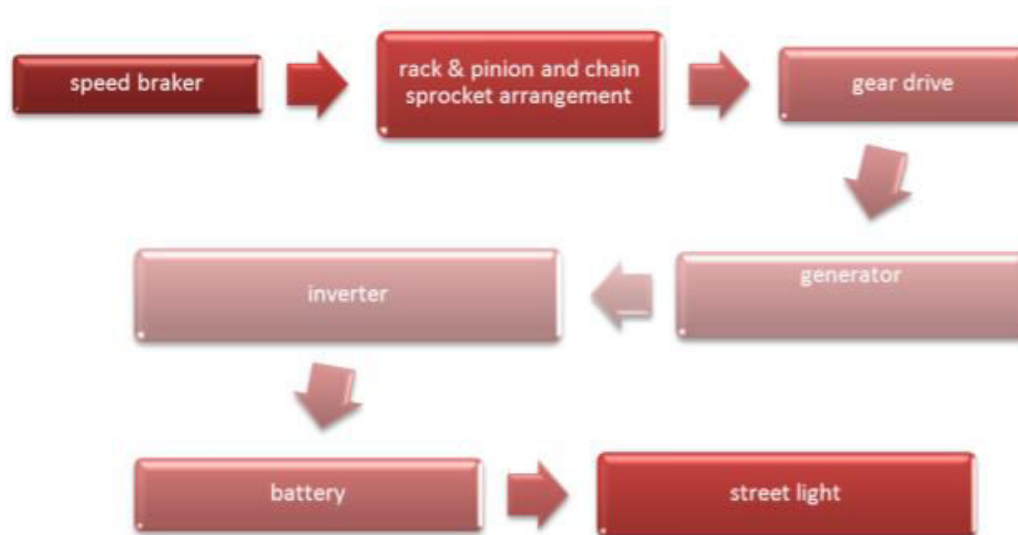 speed braker
rack & pinion and chain
sprocket arrangement
gear drive
generator
inverter
battery
street light